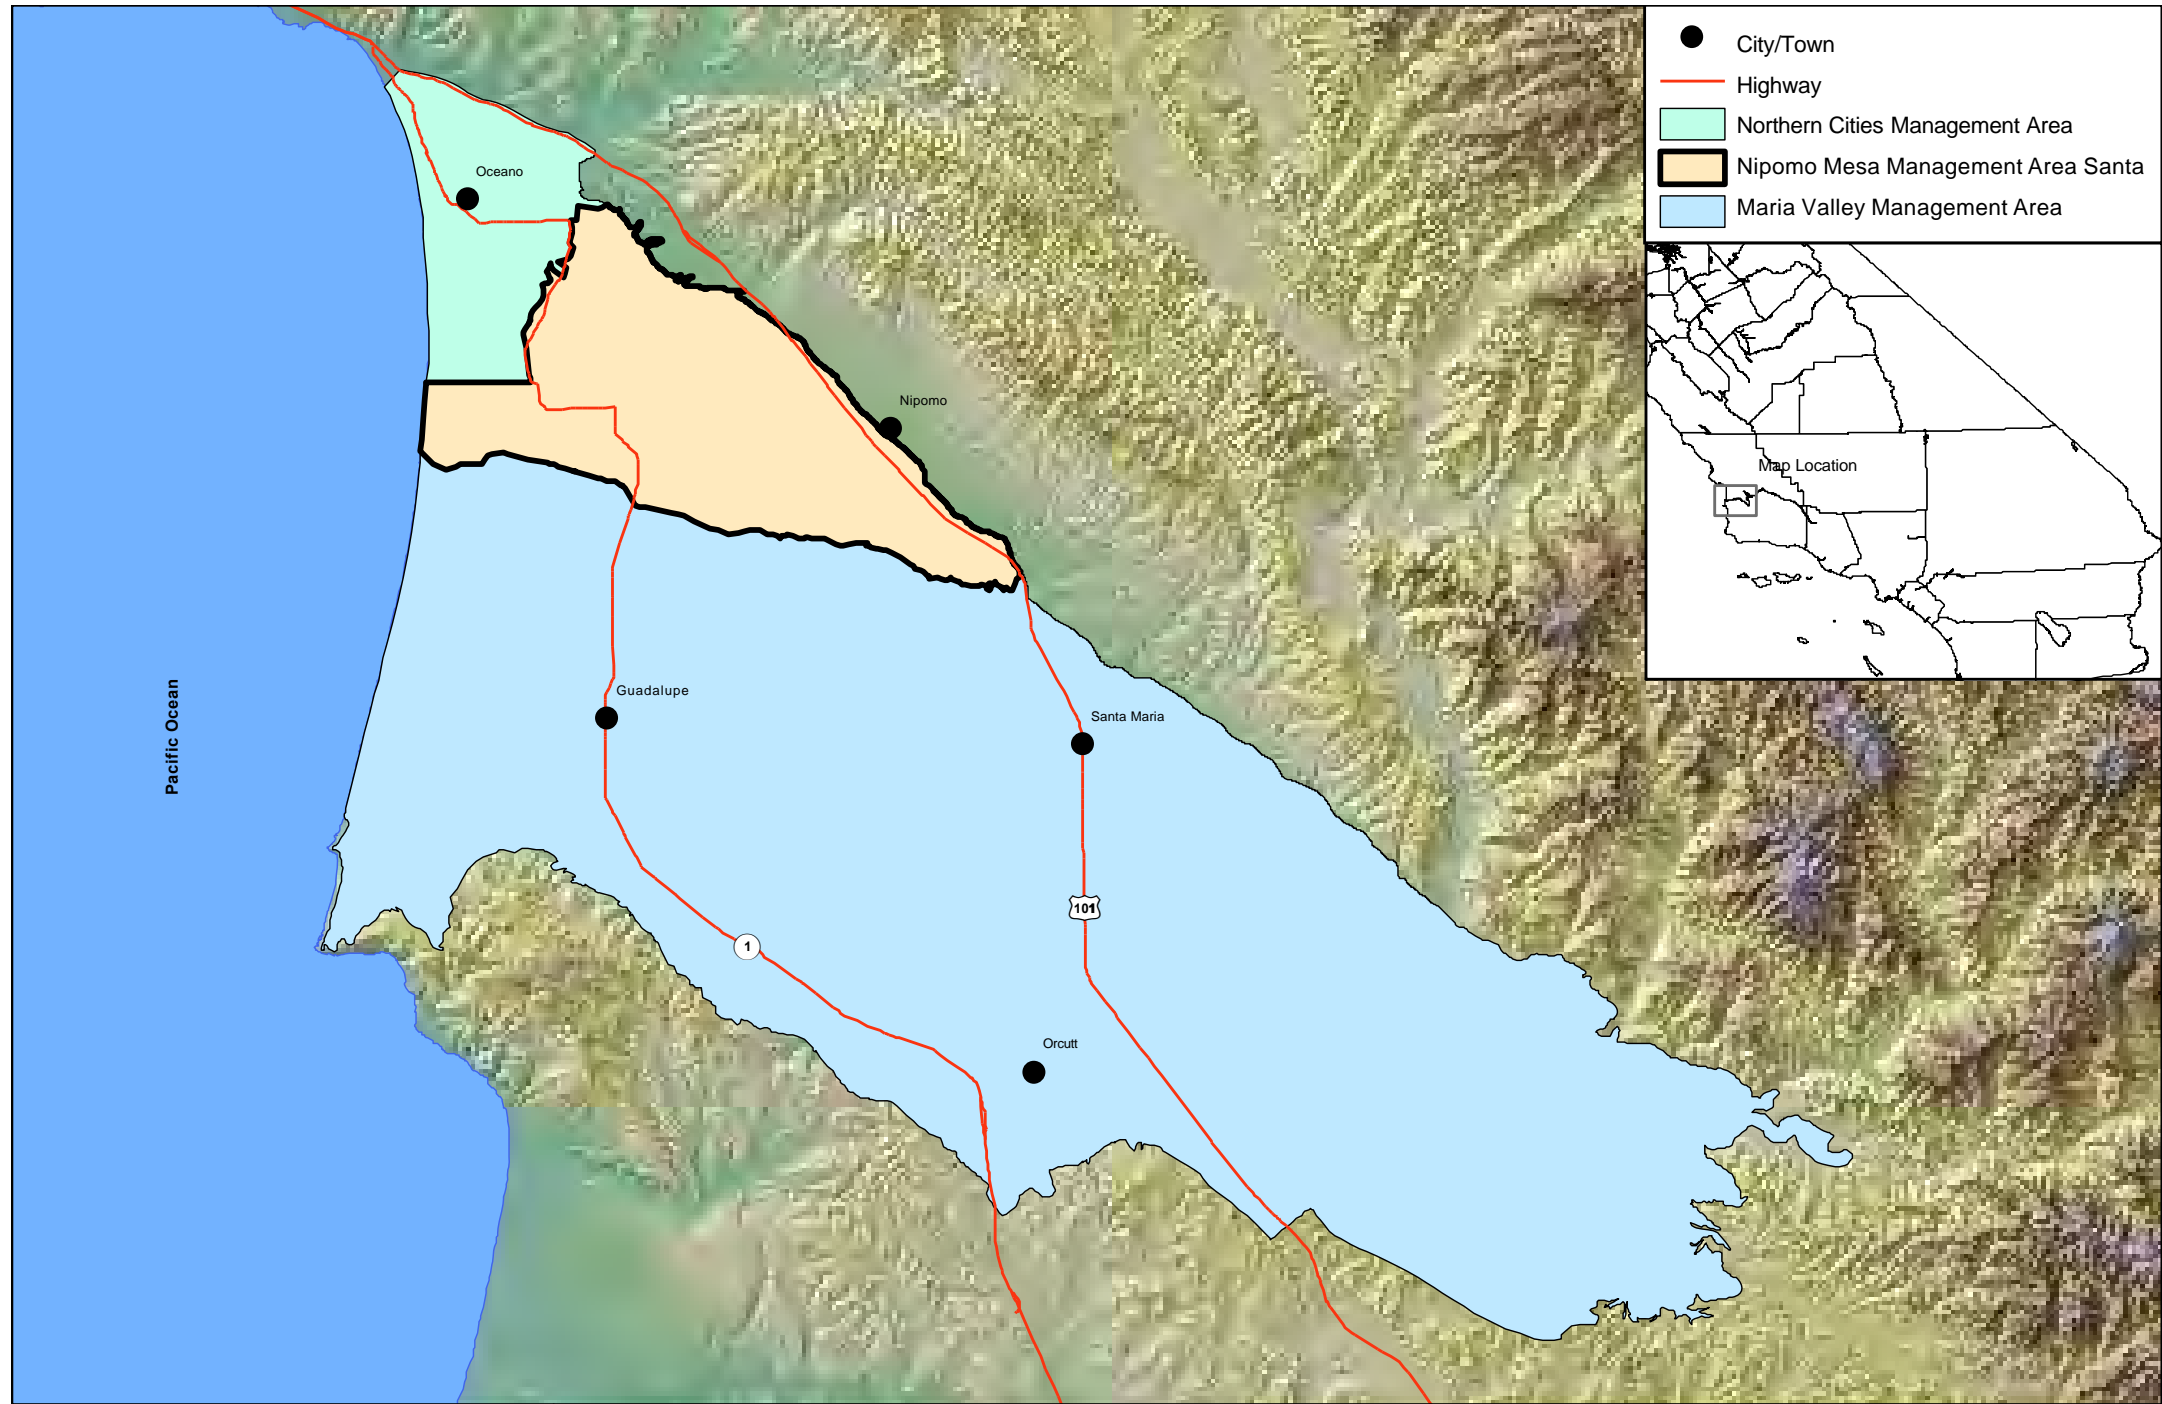 City/Town
Highway
Northern Cities Management Area
Nipomo Mesa Management Area Santa
Maria Valley Management Area
Map Location
Oceano
Nipomo
Guadalupe
Santa Maria
Pacific Ocean
101
1
Orcutt